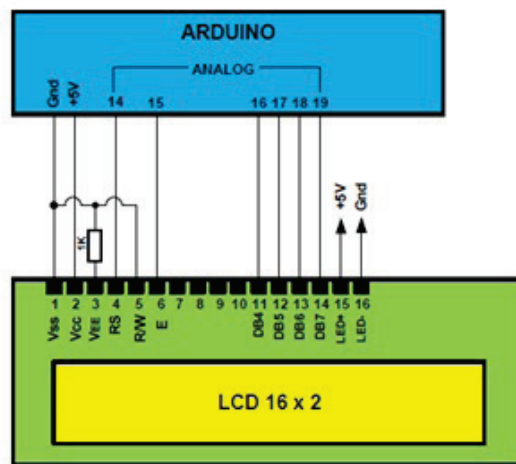 ARDUINO
ANALOG
Gnd +5V 14 15 16 17 18 19
+5V Gnd
1K
1 2 3 4 5 6 7 8 9 10 11 12 13 14 15 16
Vss Vcc VEE RS R/W E DB4 DB5 DB6 DB7 LED+ LED-
LCD 16 x 2